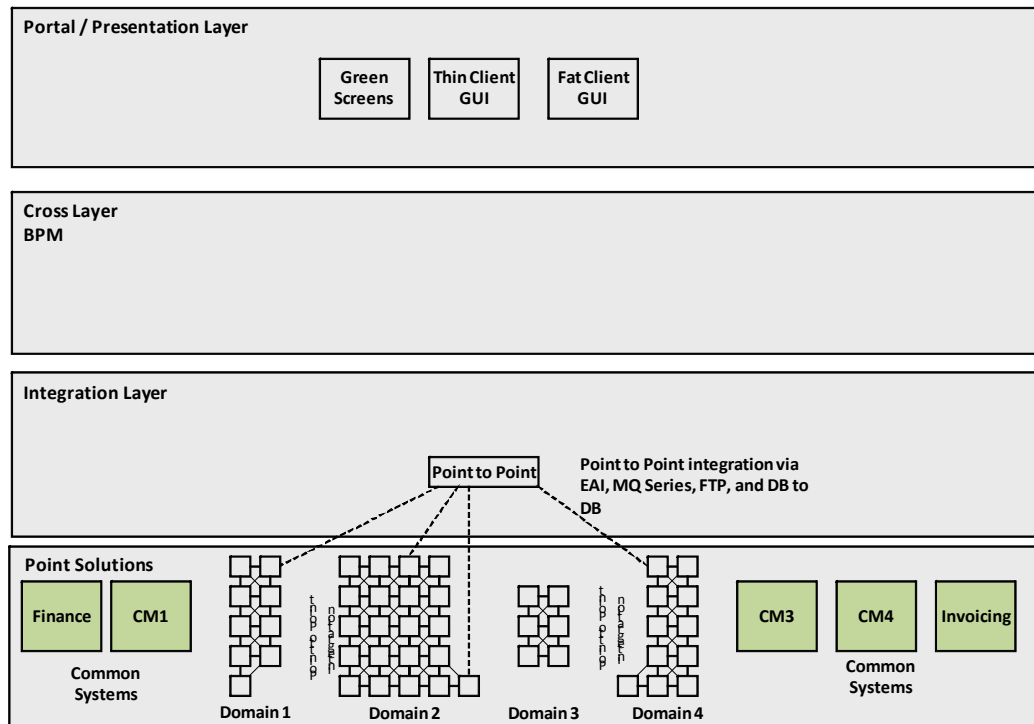 Portal / Presentation Layer
Green
Screens
Thin Client
GUI
Fat Client
GUI
Cross Layer
BPM
Integration Layer
Point to Point
Point to Point integration via
EAI, MQ Series, FTP, and DB to
DB
Point Solutions
Finance
CM1
Common
Systems
Domain 1
Domain 2
Domain 3
Domain 4
CM3
CM4
Invoicing
Common
Systems